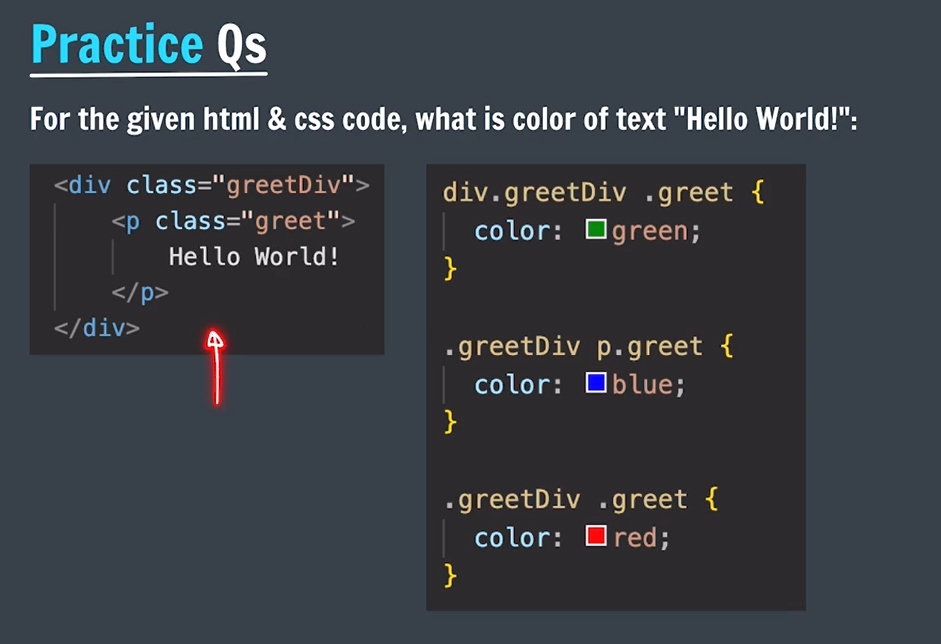 Practice Qs
For the given html & css code, what is color of text "Hello World!":
<div class="greetDiv">
<p class="greet">
Hello World!
</p>
</div>
div.greetDiv .greet {
color: green;
}
.greetDiv p.greet {
color: blue;
}
.greetDiv .greet {
color: red;
}